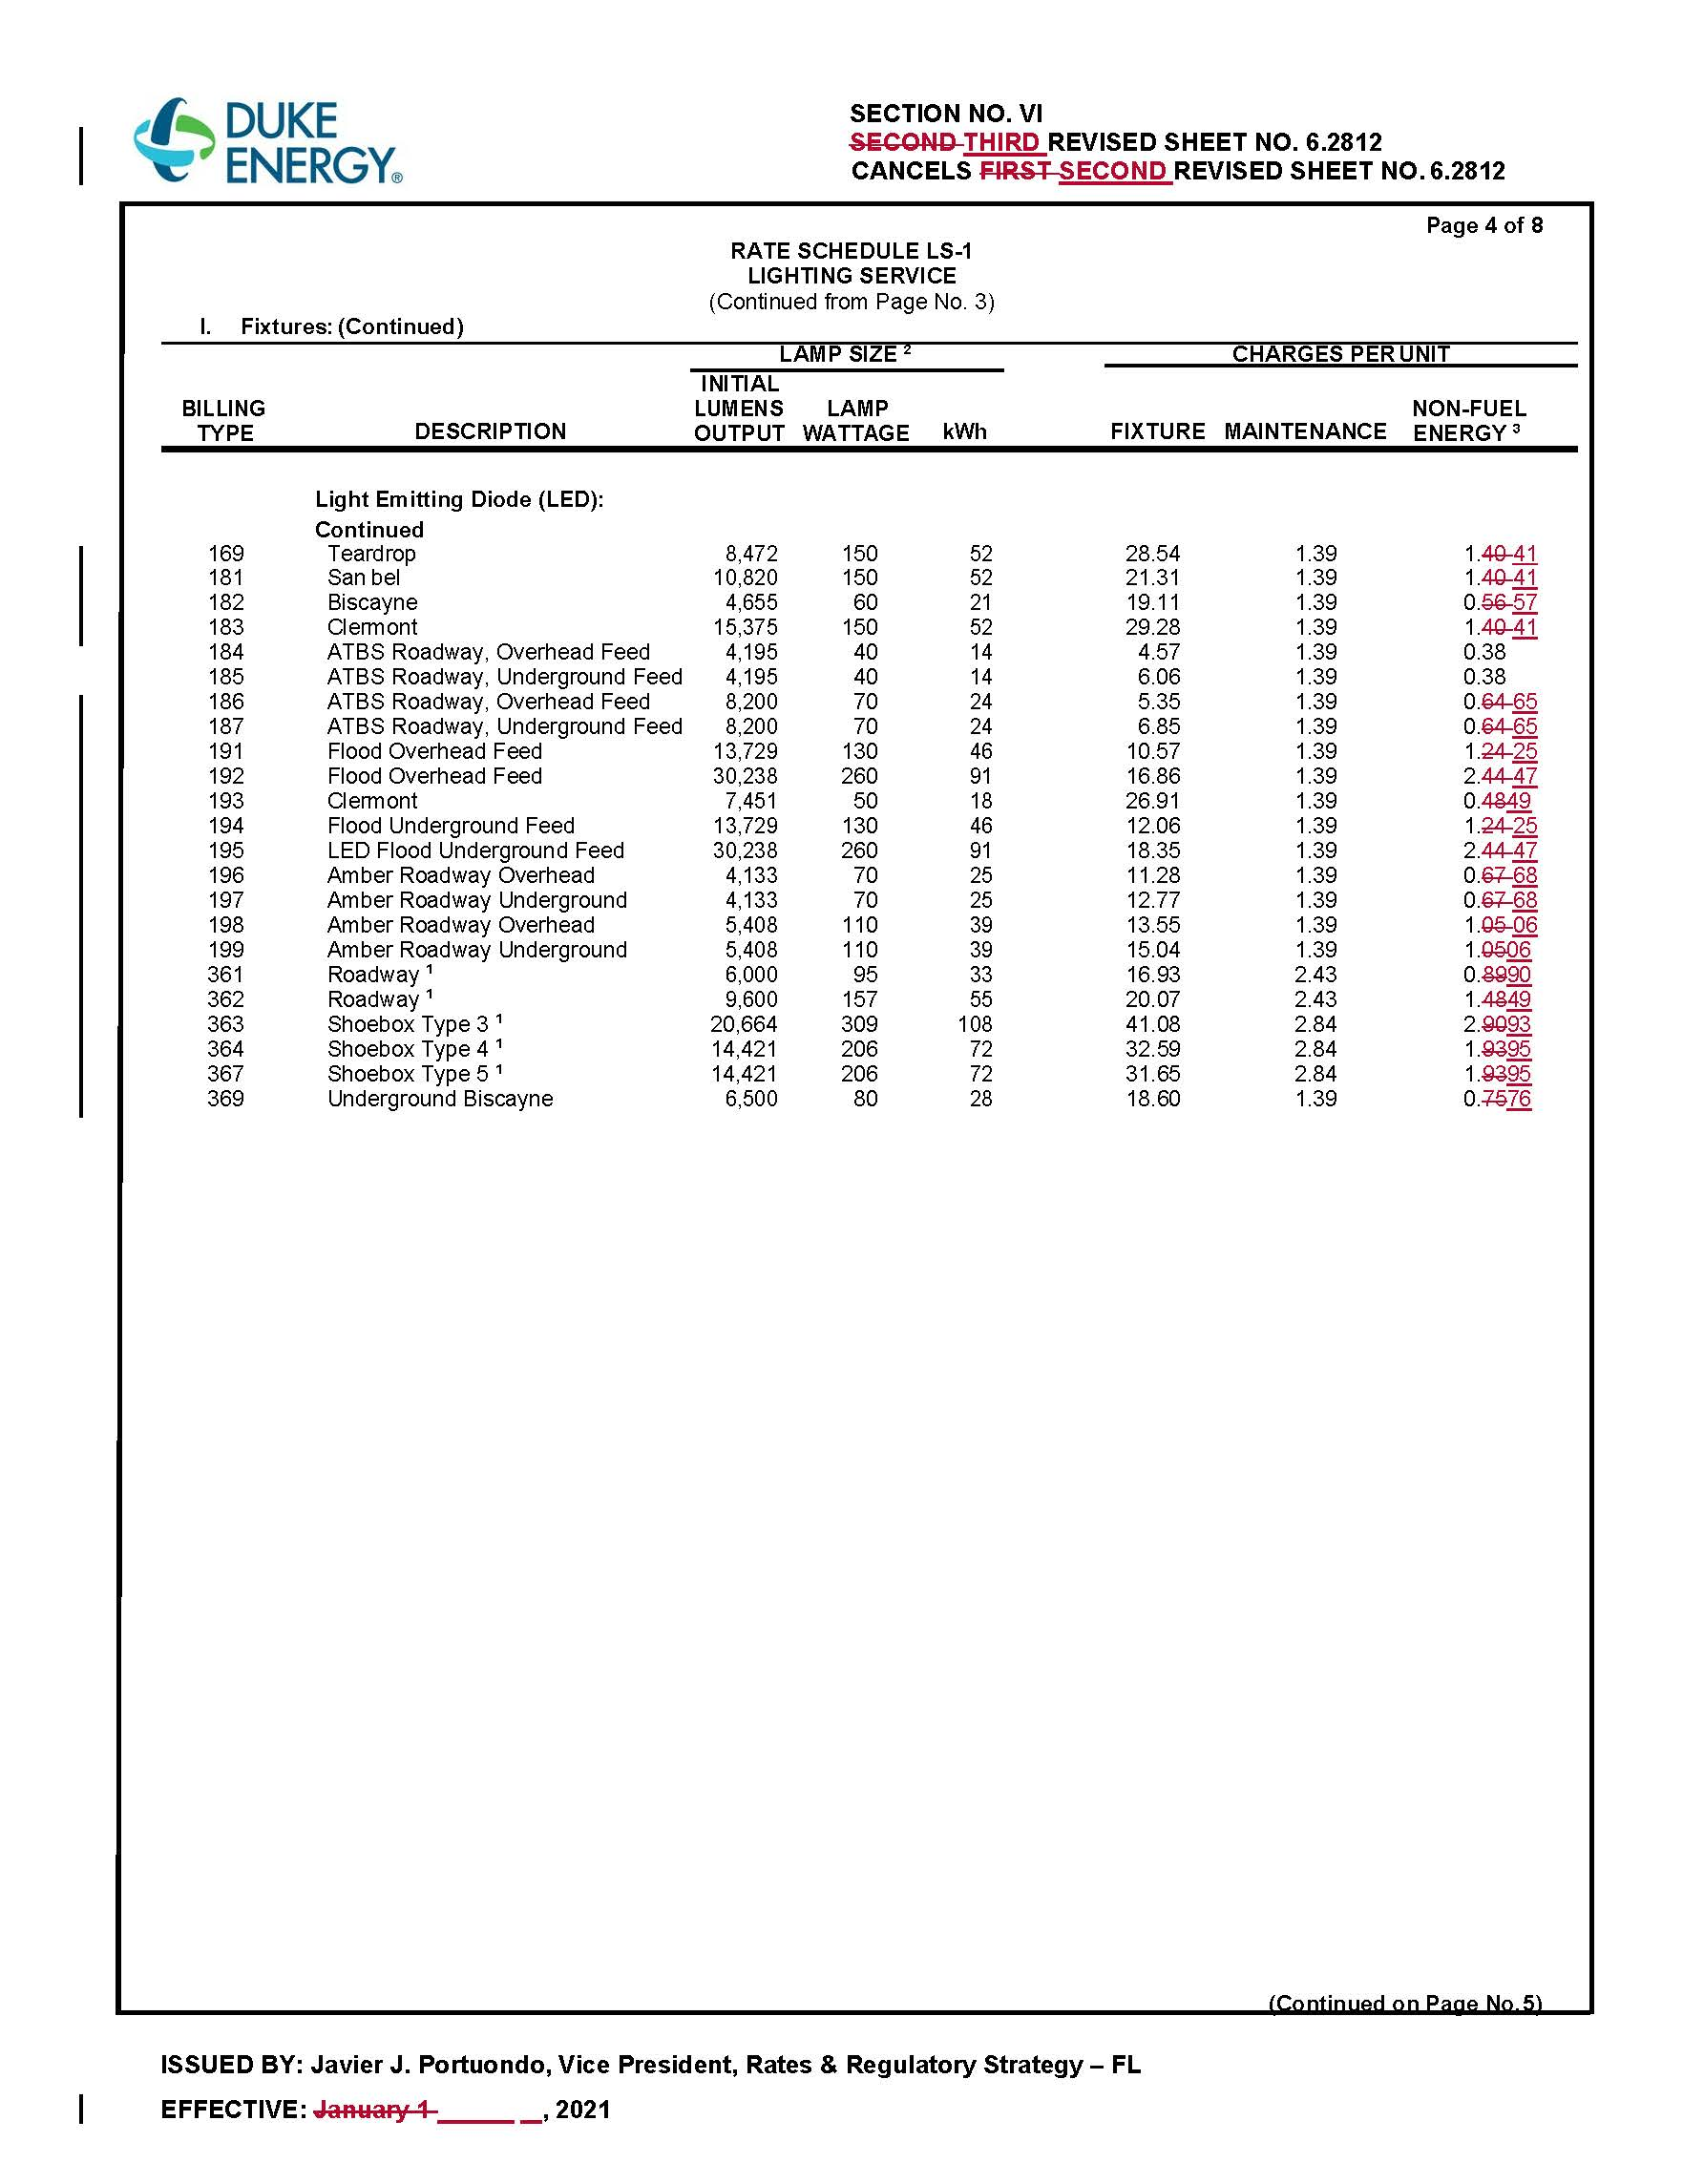 DUKE
ENERGY®
SECTION NO. VI
SECOND THIRD REVISED SHEET NO. 6.2812
CANCELS FIRST SECOND REVISED SHEET NO. 6.2812
Page 4 of 8
RATE SCHEDULE LS-1
LIGHTING SERVICE
(Continued from Page No. 3)
I. Fixtures: (Continued)
LAMP SIZE ² CHARGES PER UNIT
INITIAL
BILLING LUMENS LAMP NON-FUEL
TYPE DESCRIPTION OUTPUT WATTAGE kWh FIXTURE MAINTENANCE ENERGY ³
Light Emitting Diode (LED):
Continued
169 Teardrop 8,472 150 52 28.54 1.39 1.40 41
181 San bel 10,820 150 52 21.31 1.39 1.40 41
182 Biscayne 4,655 60 21 19.11 1.39 0.56 57
183 Clermont 15,375 150 52 29.28 1.39 1.40 41
184 ATBS Roadway, Overhead Feed 4,195 40 14 4.57 1.39 0.38
185 ATBS Roadway, Underground Feed 4,195 40 14 6.06 1.39 0.38
186 ATBS Roadway, Overhead Feed 8,200 70 24 5.35 1.39 0.64 65
187 ATBS Roadway, Underground Feed 8,200 70 24 6.85 1.39 0.64 65
191 Flood Overhead Feed 13,729 130 46 10.57 1.39 1.24 25
192 Flood Overhead Feed 30,238 260 91 16.86 1.39 2.44 47
193 Clermont 7,451 50 18 26.91 1.39 0.4849
194 Flood Underground Feed 13,729 130 46 12.06 1.39 1.24 25
195 LED Flood Underground Feed 30,238 260 91 18.35 1.39 2.44 47
196 Amber Roadway Overhead 4,133 70 25 11.28 1.39 0.67 68
197 Amber Roadway Underground 4,133 70 25 12.77 1.39 0.67 68
198 Amber Roadway Overhead 5,408 110 39 13.55 1.39 1.05 06
199 Amber Roadway Underground 5,408 110 39 15.04 1.39 1.0506
361 Roadway ¹ 6,000 95 33 16.93 2.43 0.8990
362 Roadway ¹ 9,600 157 55 20.07 2.43 1.4849
363 Shoebox Type 3 ¹ 20,664 309 108 41.08 2.84 2.9093
364 Shoebox Type 4 ¹ 14,421 206 72 32.59 2.84 1.9395
367 Shoebox Type 5 ¹ 14,421 206 72 31.65 2.84 1.9395
369 Underground Biscayne 6,500 80 28 18.60 1.39 0.7576
(Continued on Page No. 5)
ISSUED BY: Javier J. Portuondo, Vice President, Rates & Regulatory Strategy – FL
EFFECTIVE: January 1 _____ _, 2021